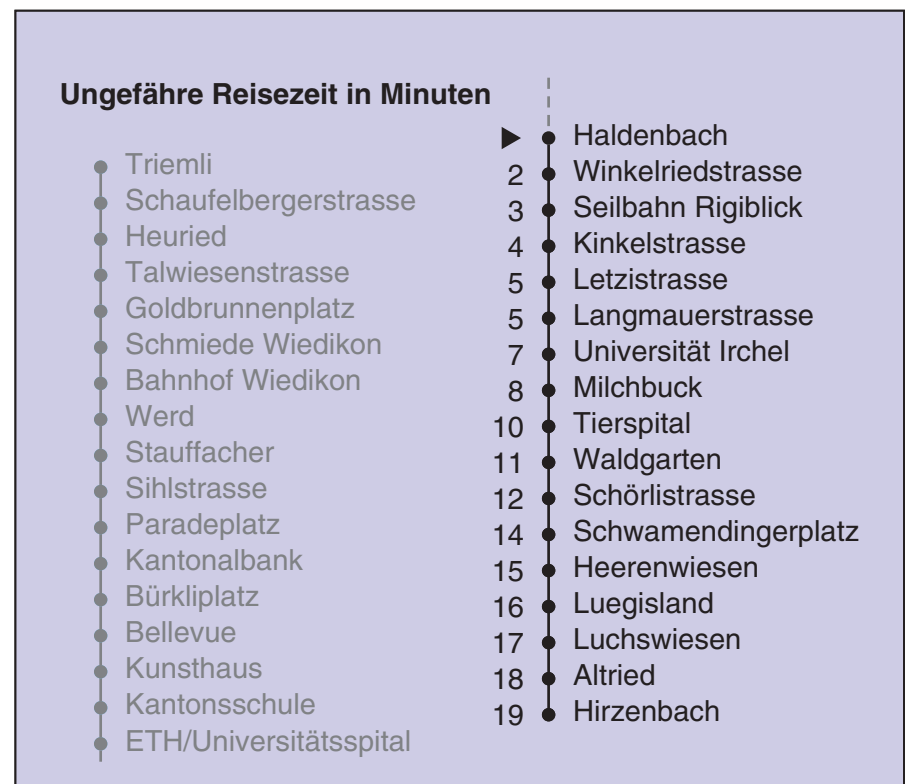 Ungefähre Reisezeit in Minuten
Triemli
Schaufelbergerstrasse
Heuried
Talwiesenstrasse
Goldbrunnenplatz
Schmiede Wiedikon
Bahnhof Wiedikon
Werd
Stauffacher
Sihlstrasse
Paradeplatz
Kantonalbank
Bürkliplatz
Bellevue
Kunsthaus
Kantonsschule
ETH/Universitätsspital
Haldenbach
2 Winkelriedstrasse
3 Seilbahn Rigiblick
4 Kinkelstrasse
5 Letzistrasse
5 Langmauerstrasse
7 Universität Irchel
8 Milchbuck
10 Tierspital
11 Waldgarten
12 Schörlistrasse
14 Schwamendingerplatz
15 Heerenwiesen
16 Luegisland
17 Luchswiesen
18 Altried
19 Hirzenbach